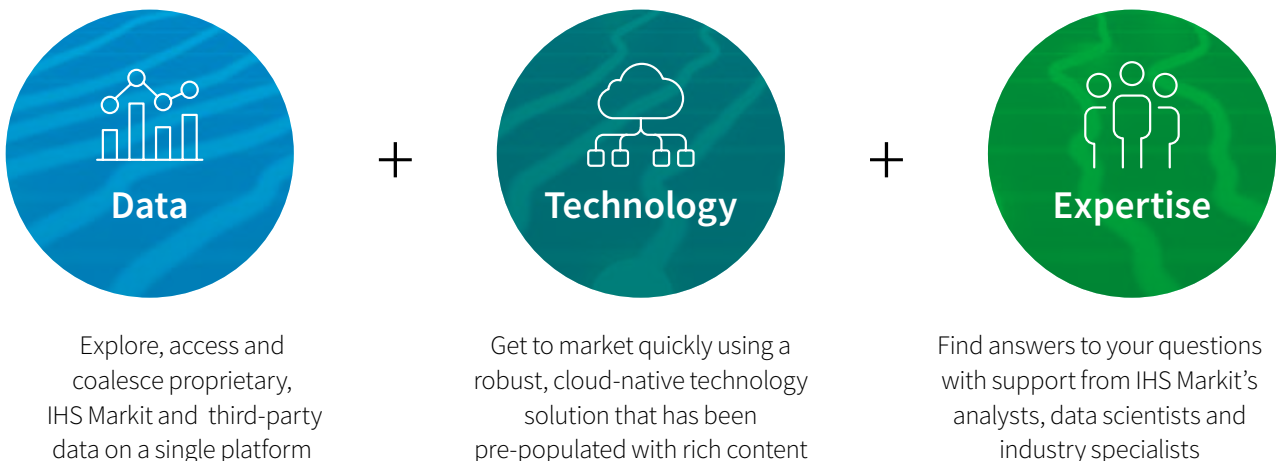 Data
+
Technology
+
Expertise
Explore, access and
coalesce proprietary,
IHS Markit and third-party
data on a single platform
Get to market quickly using a
robust, cloud-native technology
solution that has been
pre-populated with rich content
Find answers to your questions
with support from IHS Markit’s
analysts, data scientists and
industry specialists